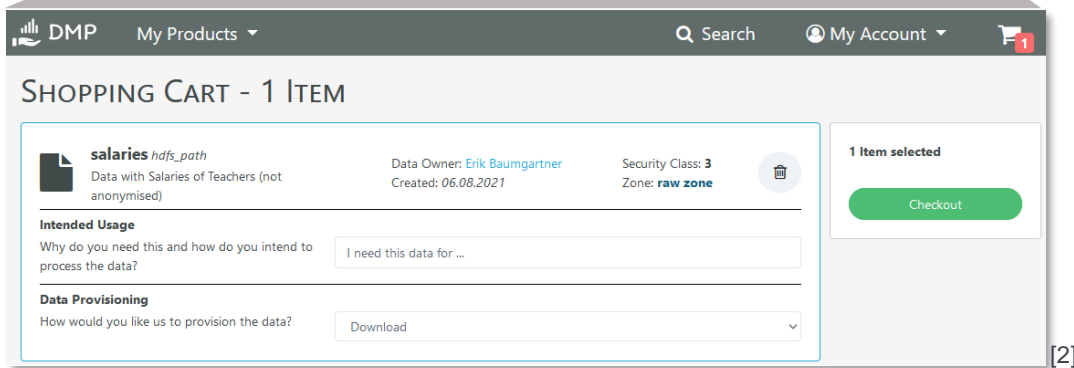 DMP My Products Search My Account 1
SHOPPING CART - 1 ITEM
salaries hdfs_path
Data with Salaries of Teachers (not
anonymised)
Data Owner: Erik Baumgartner
Created: 06.08.2021
Security Class: 3
Zone: raw zone
Intended Usage
Why do you need this and how do you intend to
process the data?
I need this data for ...
Data Provisioning
How would you like us to provision the data?
Download
1 Item selected
Checkout
[2]